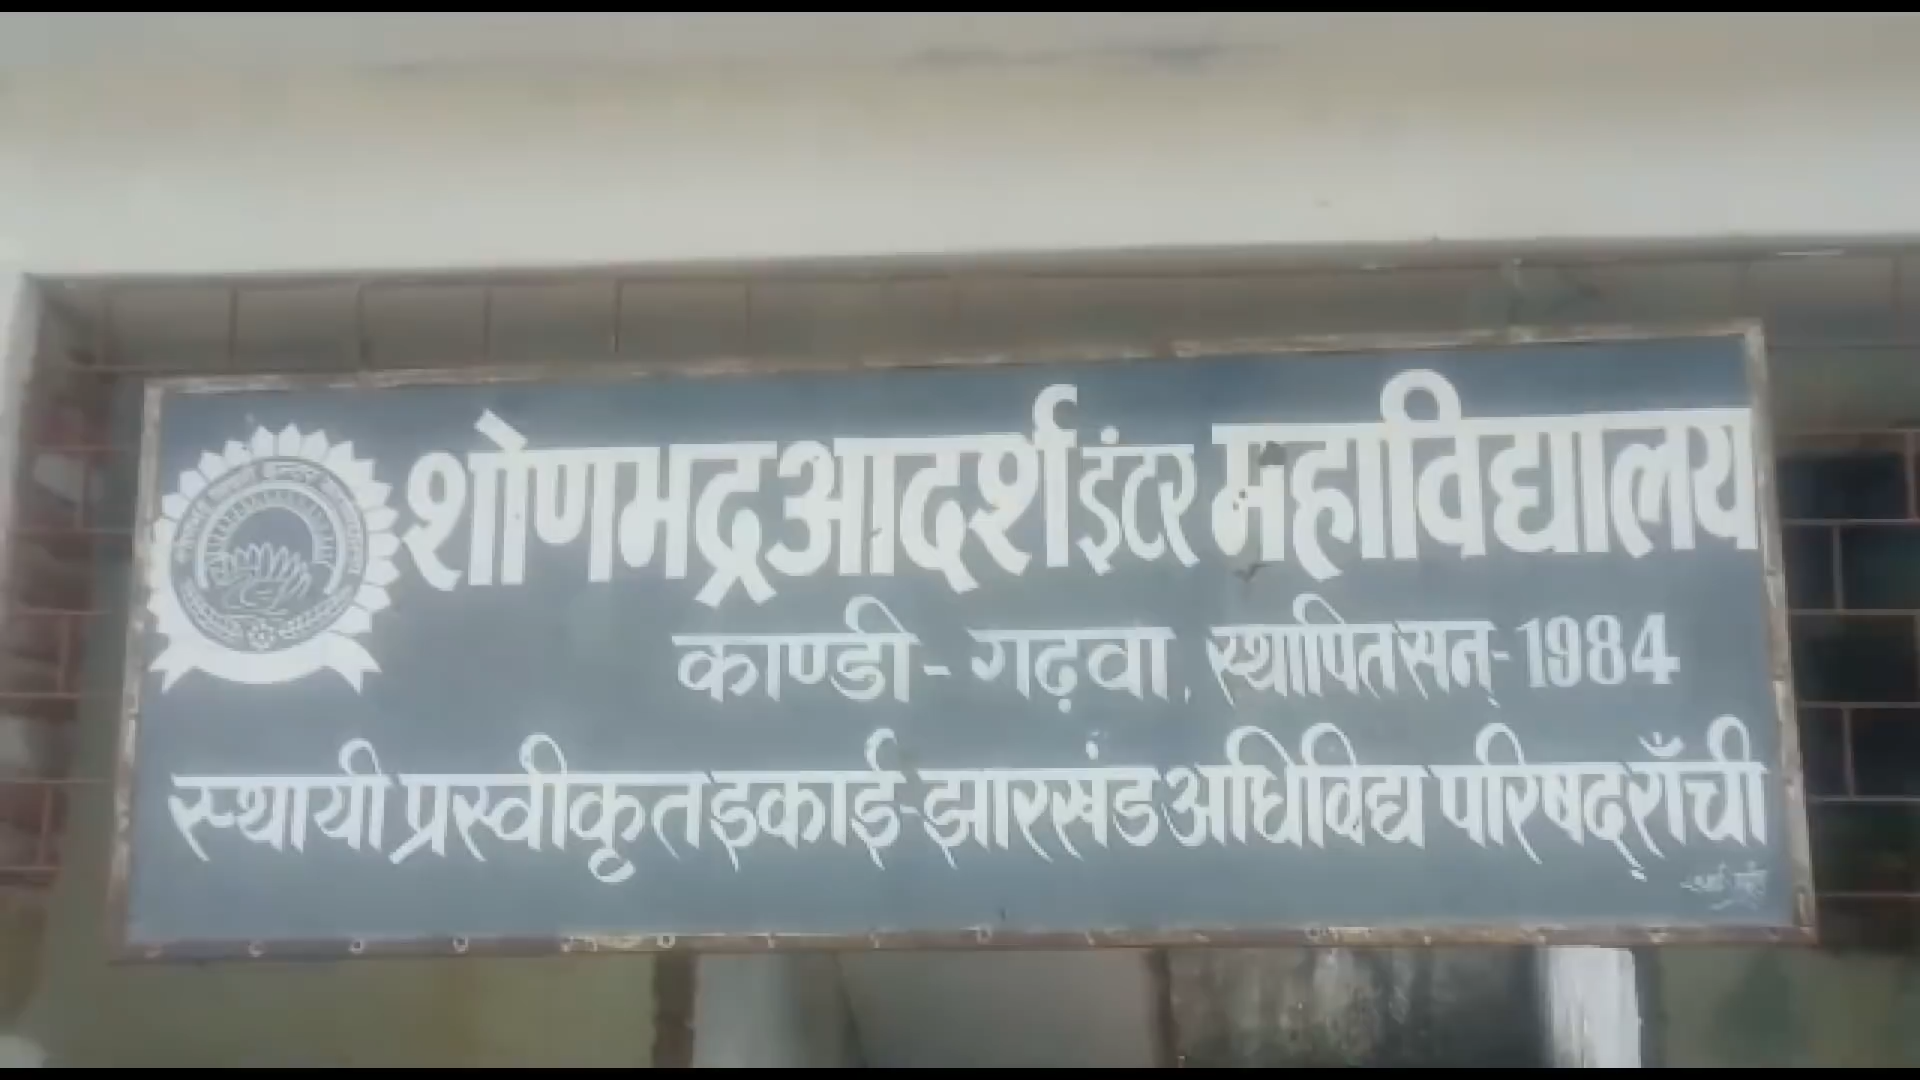 शोणभद्र आदर्श इंटर महाविद्यालय
काण्डी - गढ़वा, स्थापित सन् - 1984
स्थायी प्रस्वीकृत इकाई - झारखंड अधिविद्य परिषद् राँची